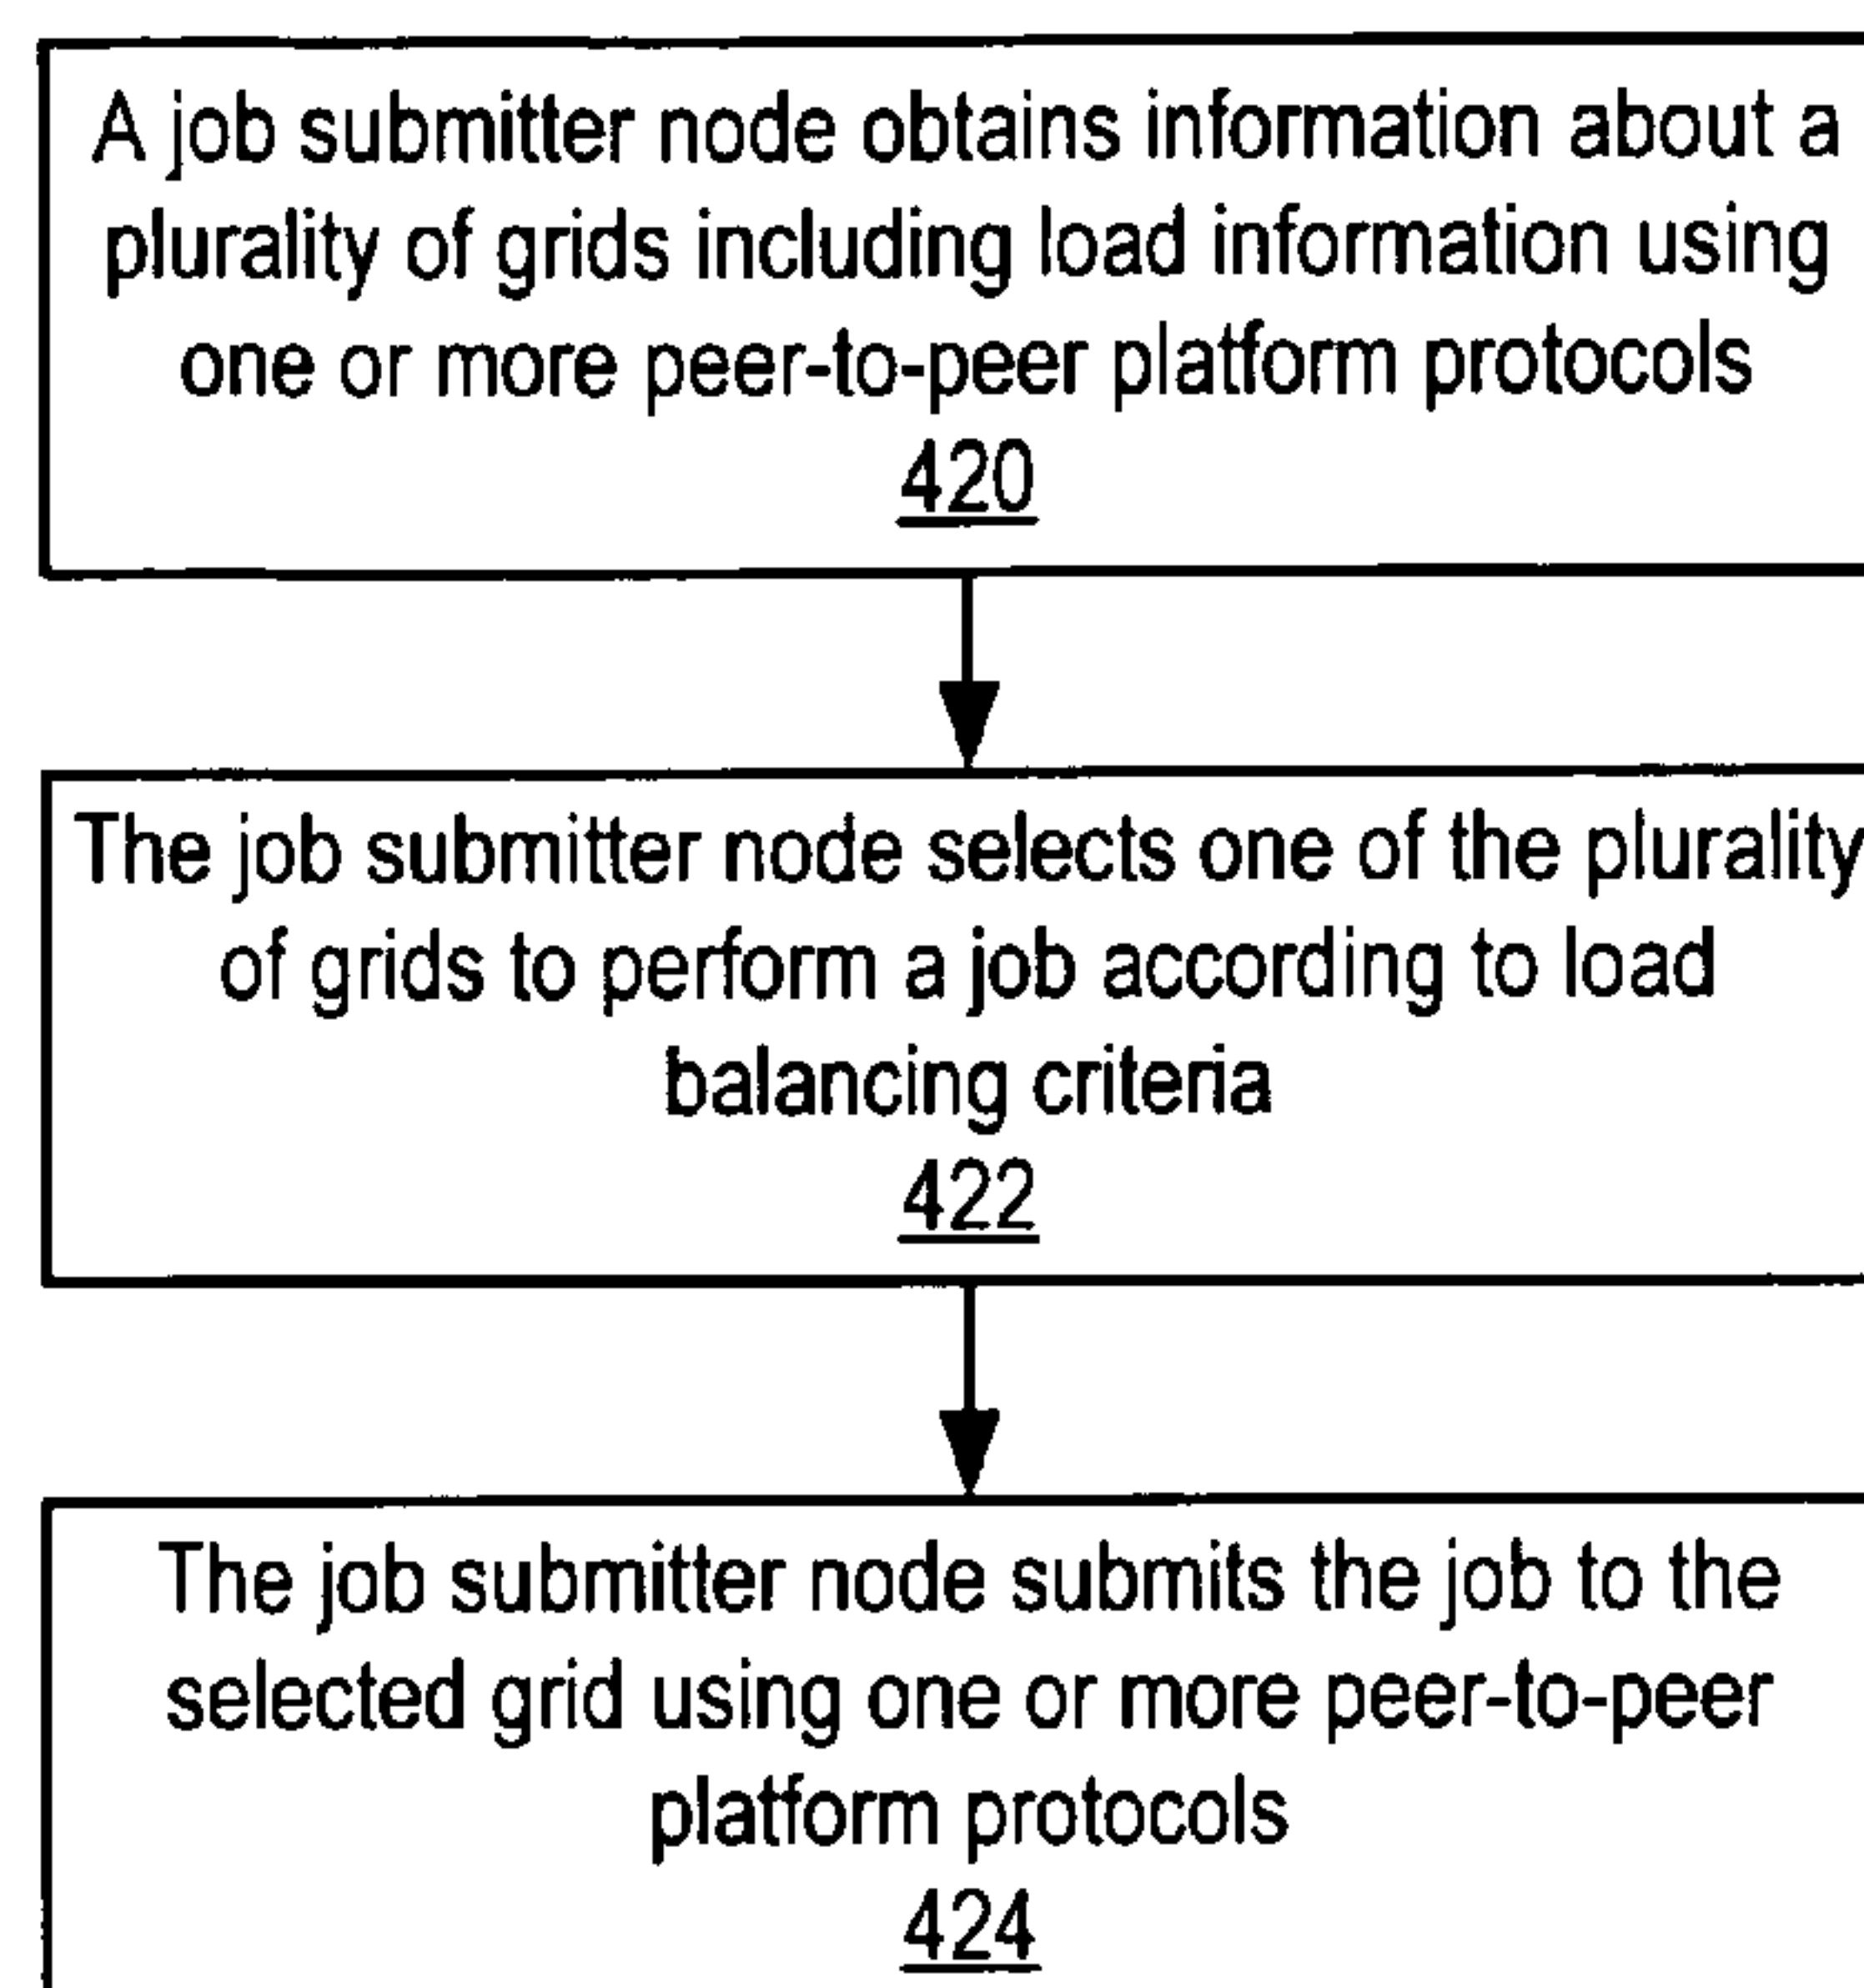 A job submitter node obtains information about a
plurality of grids including load information using
one or more peer-to-peer platform protocols
420
The job submitter node selects one of the plurality
of grids to perform a job according to load
balancing criteria
422
The job submitter node submits the job to the
selected grid using one or more peer-to-peer
platform protocols
424